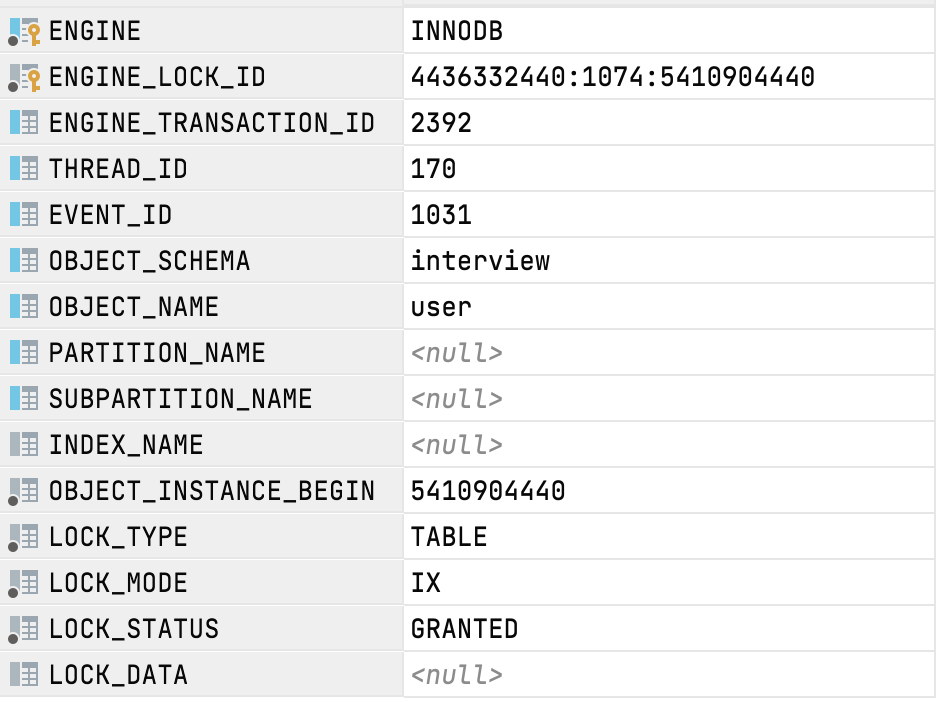 ENGINE INNODB
ENGINE_LOCK_ID 4436332440:1074:5410904440
ENGINE_TRANSACTION_ID 2392
THREAD_ID 170
EVENT_ID 1031
OBJECT_SCHEMA interview
OBJECT_NAME user
PARTITION_NAME <null>
SUBPARTITION_NAME <null>
INDEX_NAME <null>
OBJECT_INSTANCE_BEGIN 5410904440
LOCK_TYPE TABLE
LOCK_MODE IX
LOCK_STATUS GRANTED
LOCK_DATA <null>